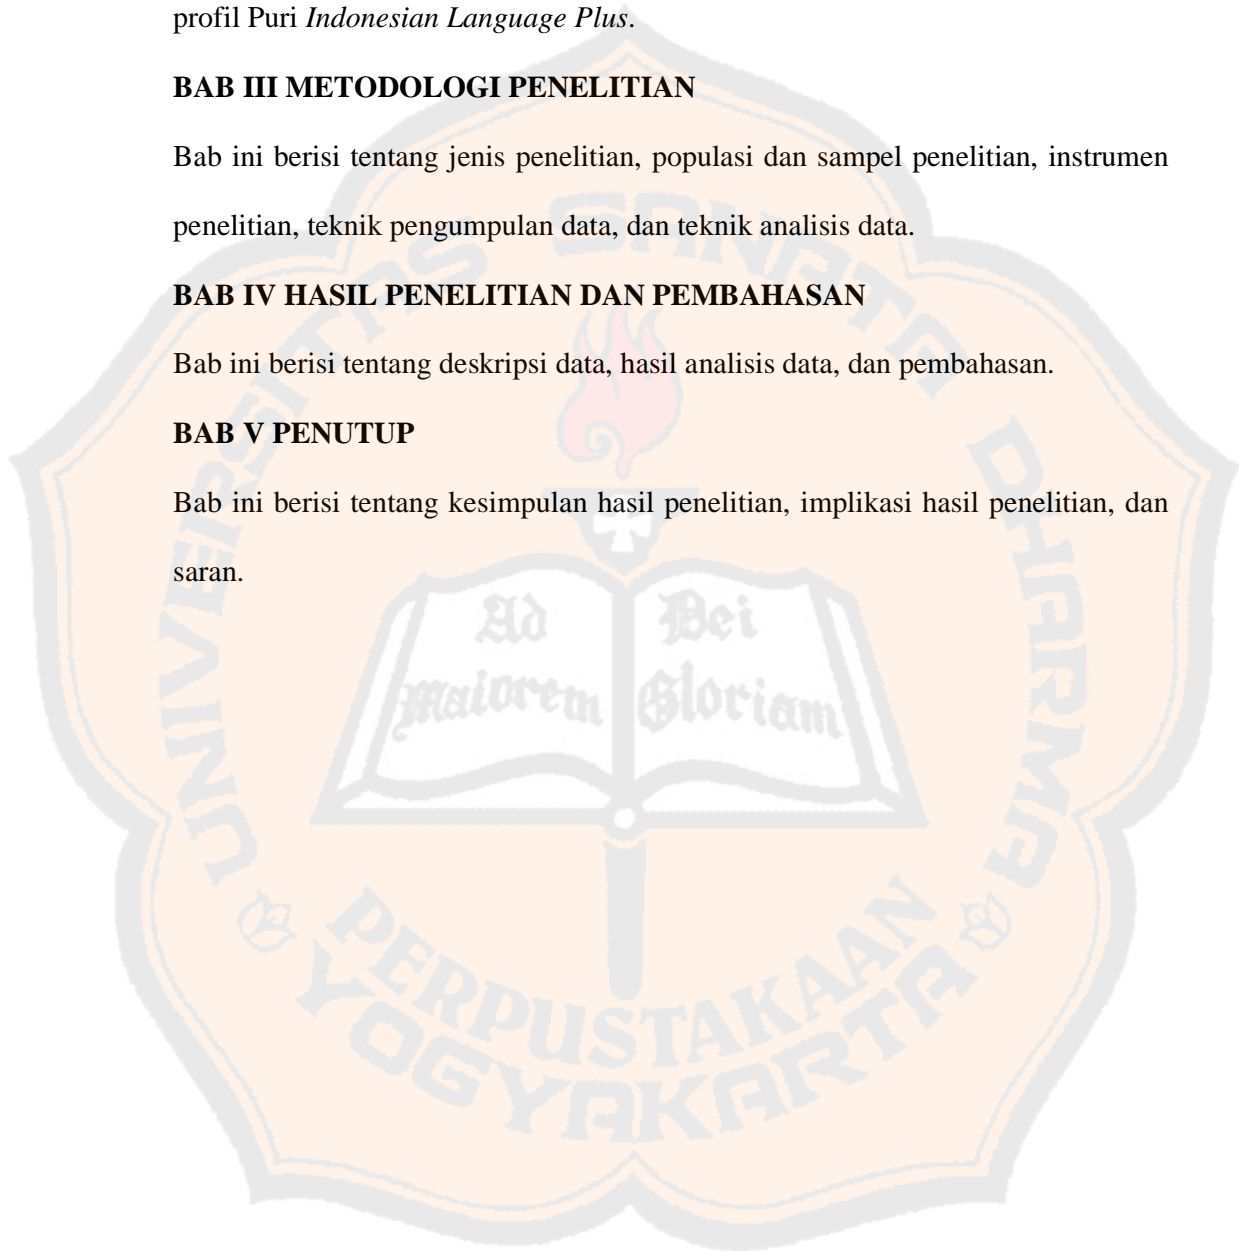 profil Puri Indonesian Language Plus.
BAB III METODOLOGI PENELITIAN
Bab ini berisi tentang jenis penelitian, populasi dan sampel penelitian, instrumen
penelitian, teknik pengumpulan data, dan teknik analisis data.
BAB IV HASIL PENELITIAN DAN PEMBAHASAN
Bab ini berisi tentang deskripsi data, hasil analisis data, dan pembahasan.
BAB V PENUTUP
Bab ini berisi tentang kesimpulan hasil penelitian, implikasi hasil penelitian, dan
saran.
UNIVERSITAS SANATA DHARMA
Ad Dei
Maiorem Gloriam
PERPUSTAKAAN
YOGYAKARTA